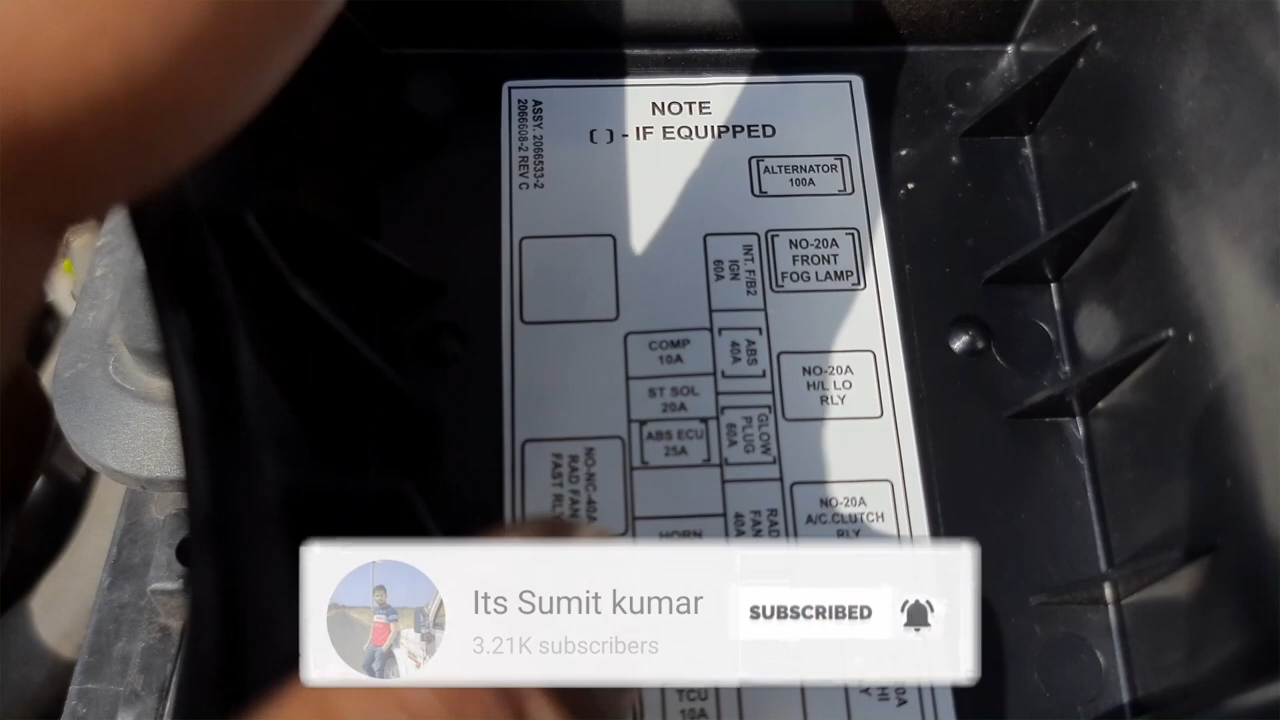 NOTE
[ ] - IF EQUIPPED
ASSY. 2066533-2
2066608-2 REV C
[ALTERNATOR
100A]
INT. F/B2
IGN
60A
[NO-20A
FRONT
FOG LAMP]
COMP
10A
[ABS
40A]
NO-20A
H/L LO
RLY
ST SOL
20A
[GLOW
PLUG
60A]
[ABS ECU
25A]
NO-NC-40A
RAD FAN
FAST RLY
RAD
FAN
40A
NO-20A
A/C.CLUTCH
RLY
HORN
Its Sumit kumar
3.21K subscribers
SUBSCRIBED
TCU
10A
HI